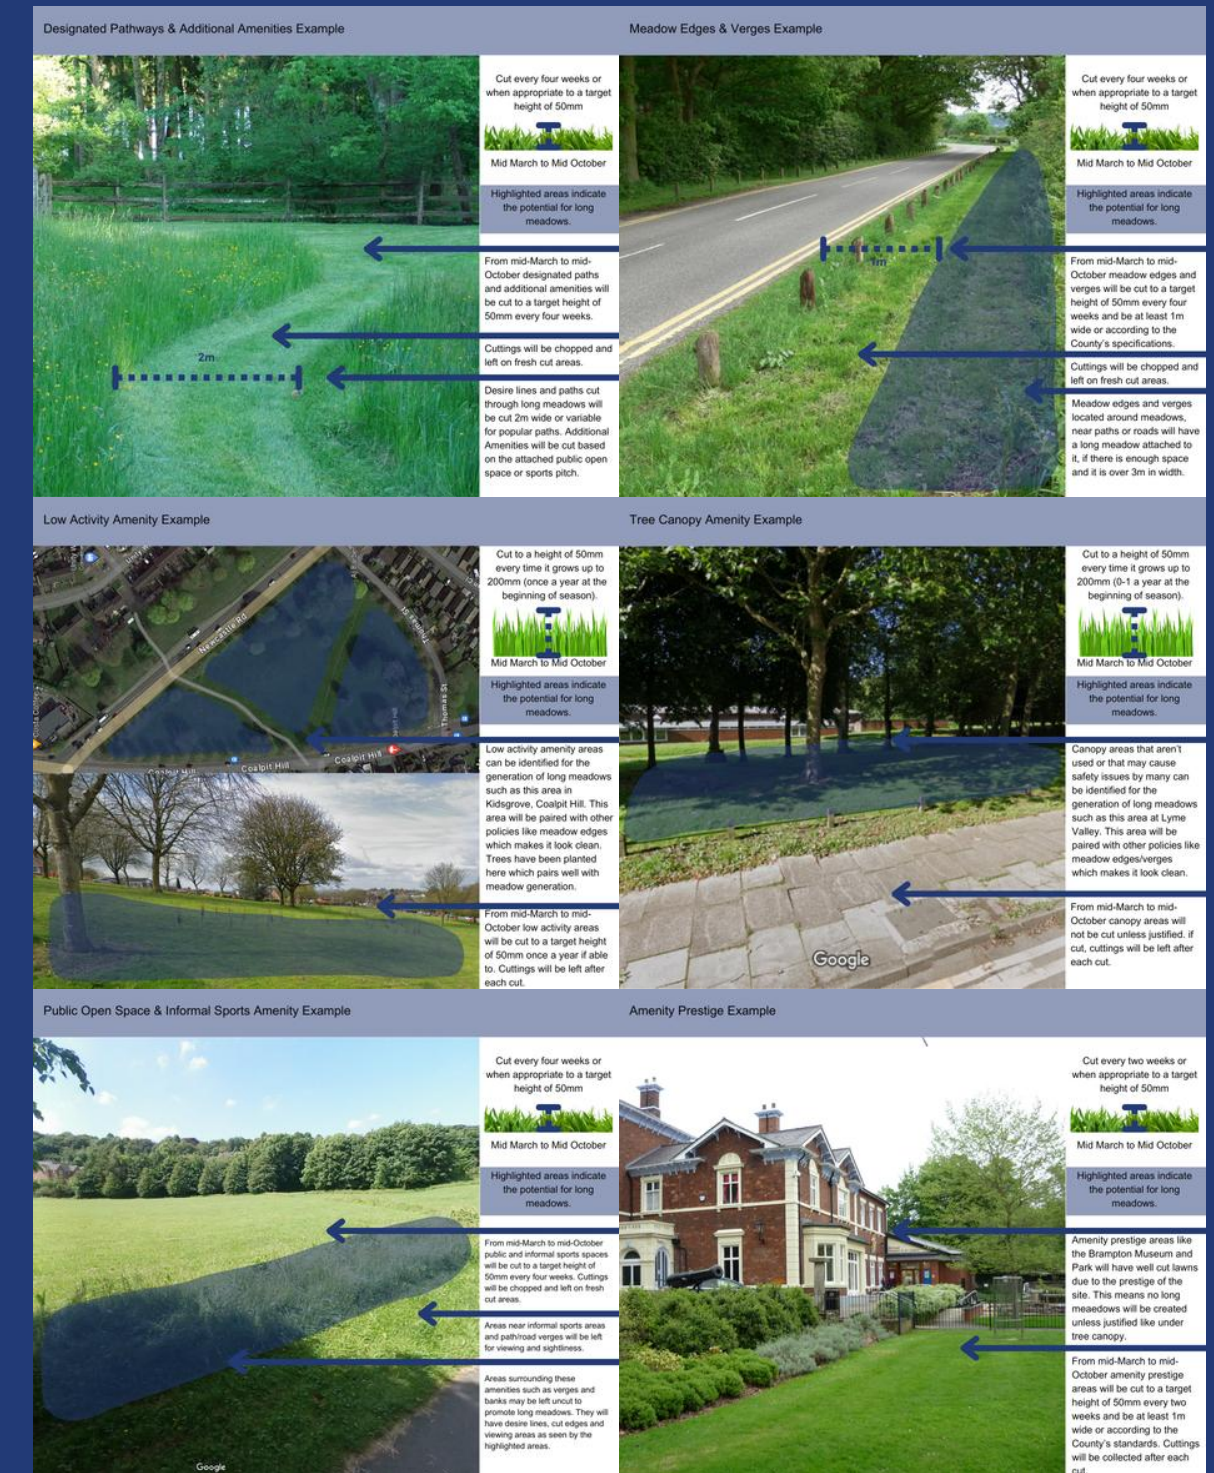 Designated Pathways & Additional Amenities Example
Cut every four weeks or
when appropriate to a target
height of 50mm
Mid March to Mid October
Highlighted areas indicate
the potential for long
meadows.
From mid-March to mid-
October designated paths
and additional amenities will
be cut to a target height of
50mm every four weeks.
Cuttings will be chopped and
left on fresh cut areas.
Desire lines and paths cut
through long meadows will
be cut 2m wide or variable
for popular paths. Additional
Amenities will be cut based
on the attached public open
space or sports pitch.
2m
Meadow Edges & Verges Example
Cut every four weeks or
when appropriate to a target
height of 50mm
Mid March to Mid October
Highlighted areas indicate
the potential for long
meadows.
From mid-March to mid-
October meadow edges and
verges will be cut to a target
height of 50mm every four
weeks and be at least 1m
wide or according to the
County's specifications.
Cuttings will be chopped and
left on fresh cut areas.
Meadow edges and verges
located around meadows,
near paths or roads will have
a long meadow attached to
it, if there is enough space
and it is over 3m in width.
1m
Low Activity Amenity Example
Cut to a height of 50mm
every time it grows up to
200mm (once a year at the
beginning of season).
Mid March to Mid October
Highlighted areas indicate
the potential for long
meadows.
Low activity amenity areas
can be identified for the
generation of long meadows
such as this area in
Kidsgrove, Coalpit Hill. This
area will be paired with other
policies like meadow edges
which makes it look clean.
Trees have been planted
here which pairs well with
meadow generation.
From mid-March to mid-
October low activity areas
will be cut to a target height
of 50mm once a year if able
to. Cuttings will be left after
each cut.
Newcastle Rd
Thomas St
Thomas St
Coalpit Hill
Coalpit Hill
Coalpit Hill
Tree Canopy Amenity Example
Cut to a height of 50mm
every time it grows up to
200mm (0-1 a year at the
beginning of season).
Mid March to Mid October
Highlighted areas indicate
the potential for long
meadows.
Canopy areas that aren't
used or that may cause
safety issues by many can
be identified for the
generation of long meadows
such as this area at Lyme
Valley. This area will be
paired with other policies like
meadow edges/verges
which makes it look clean.
From mid-March to mid-
October canopy areas will
not be cut unless justified. if
cut, cuttings will be left after
each cut.
Google
Public Open Space & Informal Sports Amenity Example
Cut every four weeks or
when appropriate to a target
height of 50mm
Mid March to Mid October
Highlighted areas indicate
the potential for long
meadows.
From mid-March to mid-October
public and informal sports spaces
will be cut to a target height of
50mm every four weeks. Cuttings
will be chopped and left on fresh
cut areas.
Areas near informal sports areas
and path/road verges will be left
for viewing and sightliness.
Areas surrounding these
amenities such as verges and
banks may be left uncut to
promote long meadows. They will
have desire lines, cut edges and
viewing areas as seen by the
highlighted areas.
Google
Amenity Prestige Example
Cut every two weeks or
when appropriate to a target
height of 50mm
Mid March to Mid October
Highlighted areas indicate
the potential for long
meadows.
Amenity prestige areas like
the Brampton Museum and
Park will have well cut lawns
due to the prestige of the
site. This means no long
meaedows will be created
unless justified like under
tree canopy.
From mid-March to mid-
October amenity prestige
areas will be cut to a target
height of 50mm every two
weeks and be at least 1m
wide or according to the
County's standards. Cuttings
will be collected after each
cut.